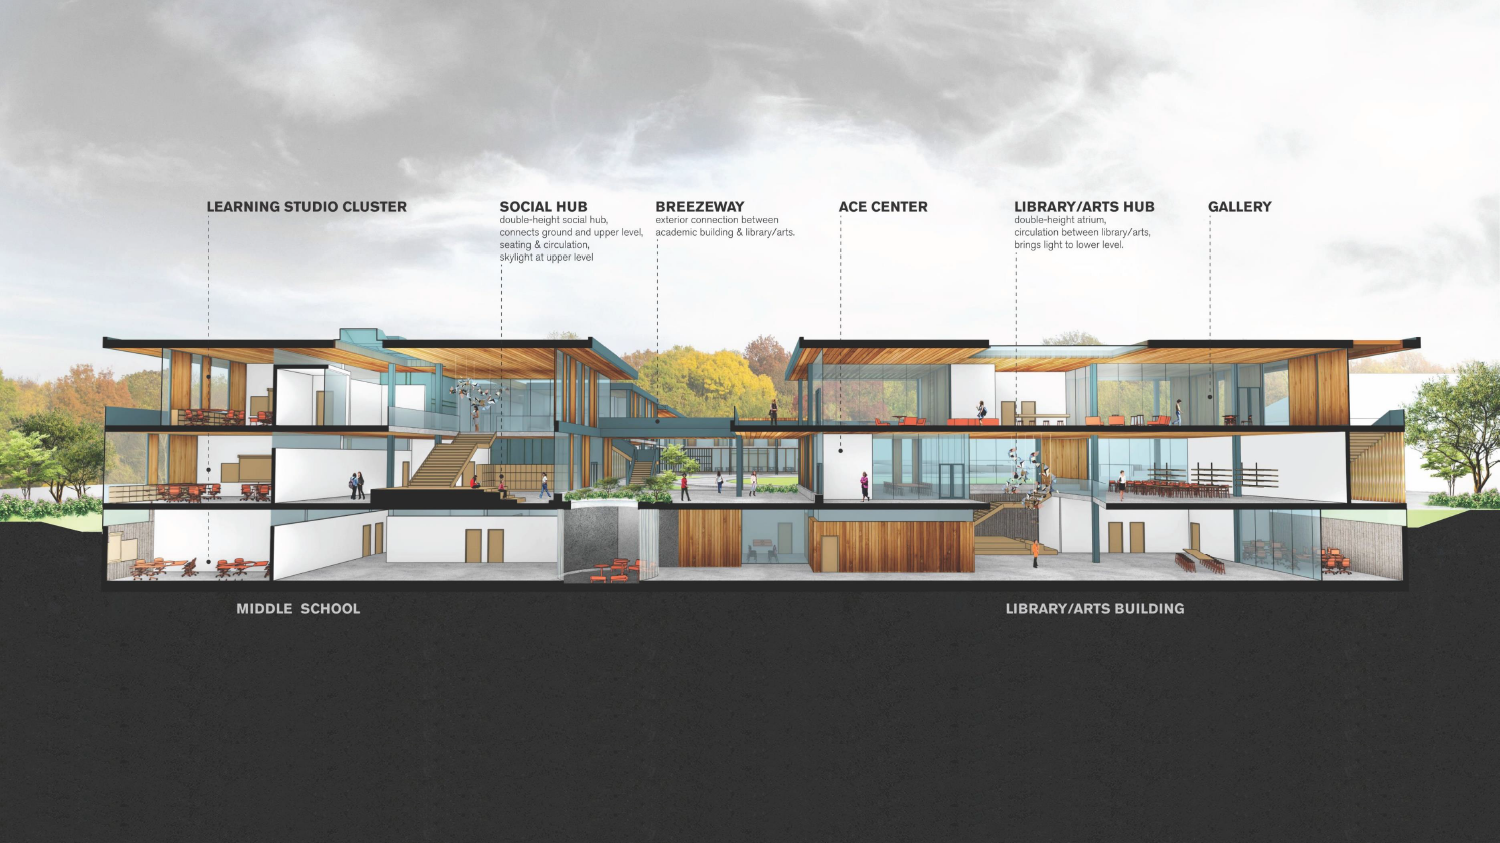 LEARNING STUDIO CLUSTER
SOCIAL HUB
double-height social hub,
connects ground and upper level,
seating & circulation,
skylight at upper level
BREEZEWAY
exterior connection between
academic building & library/arts.
ACE CENTER
LIBRARY/ARTS HUB
double-height atrium,
circulation between library/arts,
brings light to lower level.
GALLERY
MIDDLE SCHOOL
LIBRARY/ARTS BUILDING